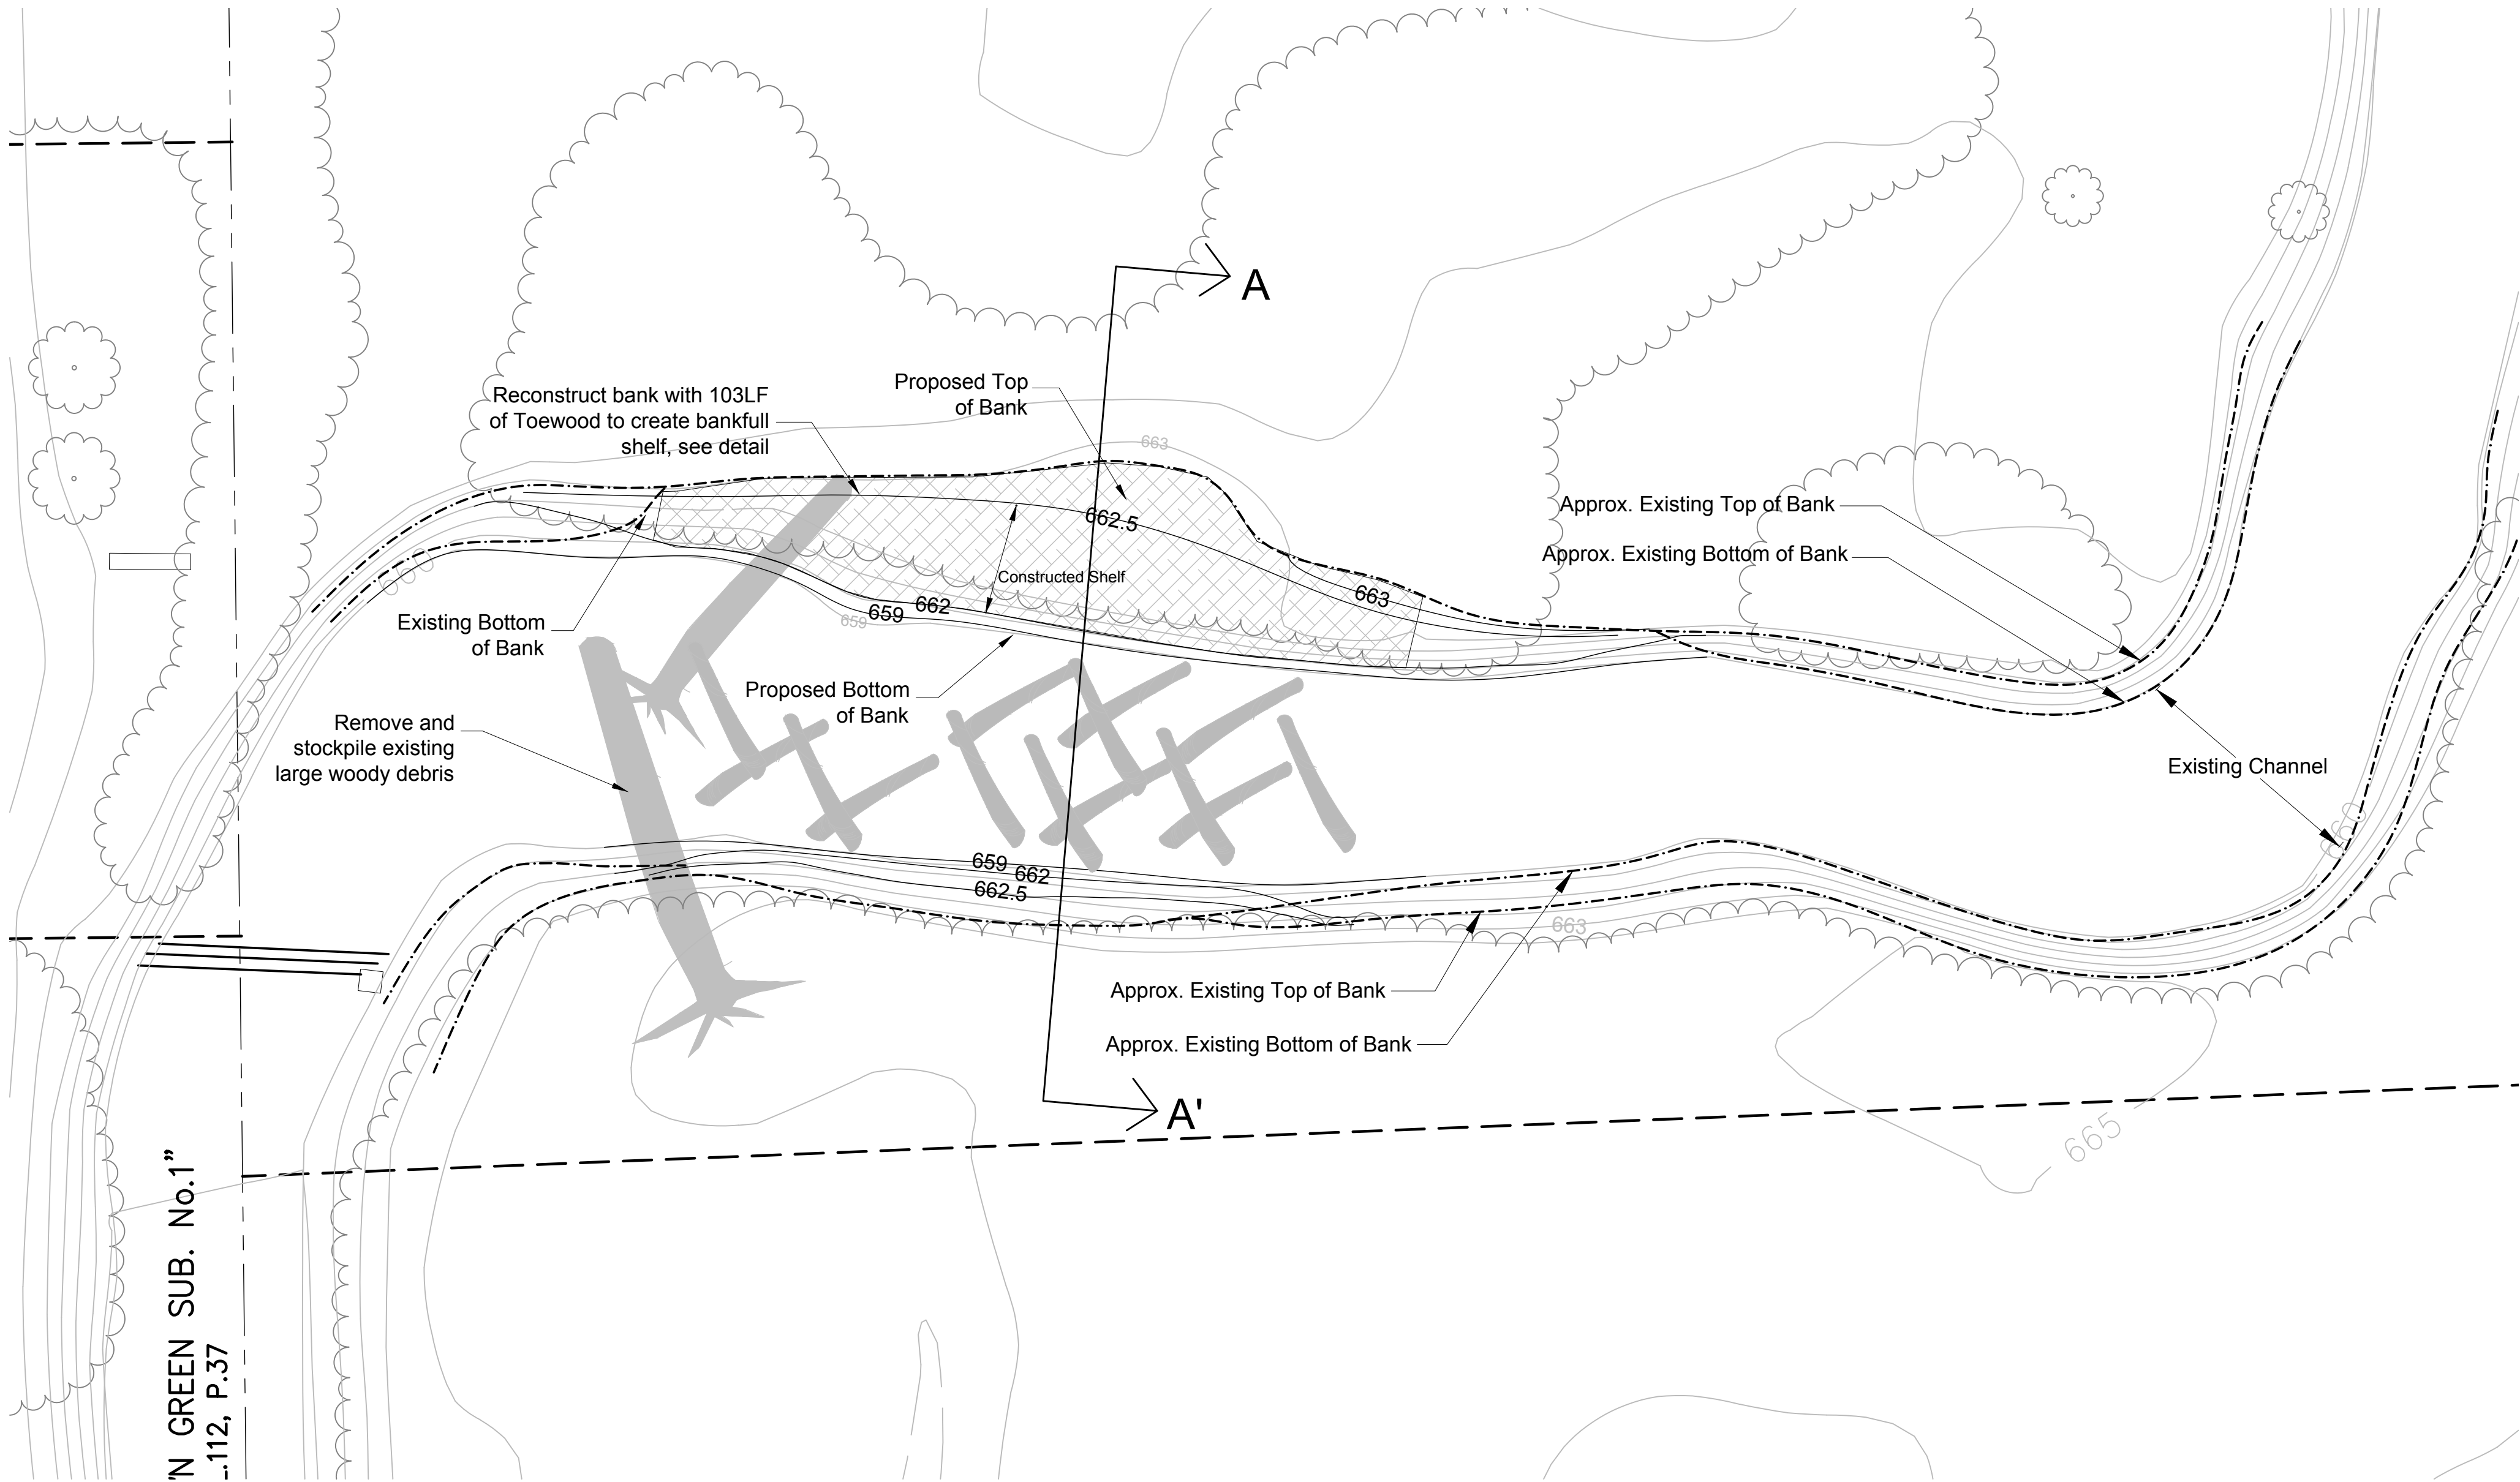 A
Proposed Top
of Bank
Reconstruct bank with 103LF
of Toewood to create bankfull
shelf, see detail
663
662.5
Approx. Existing Top of Bank
Approx. Existing Bottom of Bank
Constructed Shelf
663
659
662
659
Existing Bottom
of Bank
Proposed Bottom
of Bank
Remove and
stockpile existing
large woody debris
Existing Channel
659
662
662.5
663
Approx. Existing Top of Bank
Approx. Existing Bottom of Bank
A'
665
'N GREEN SUB. No.1”
.112, P.37